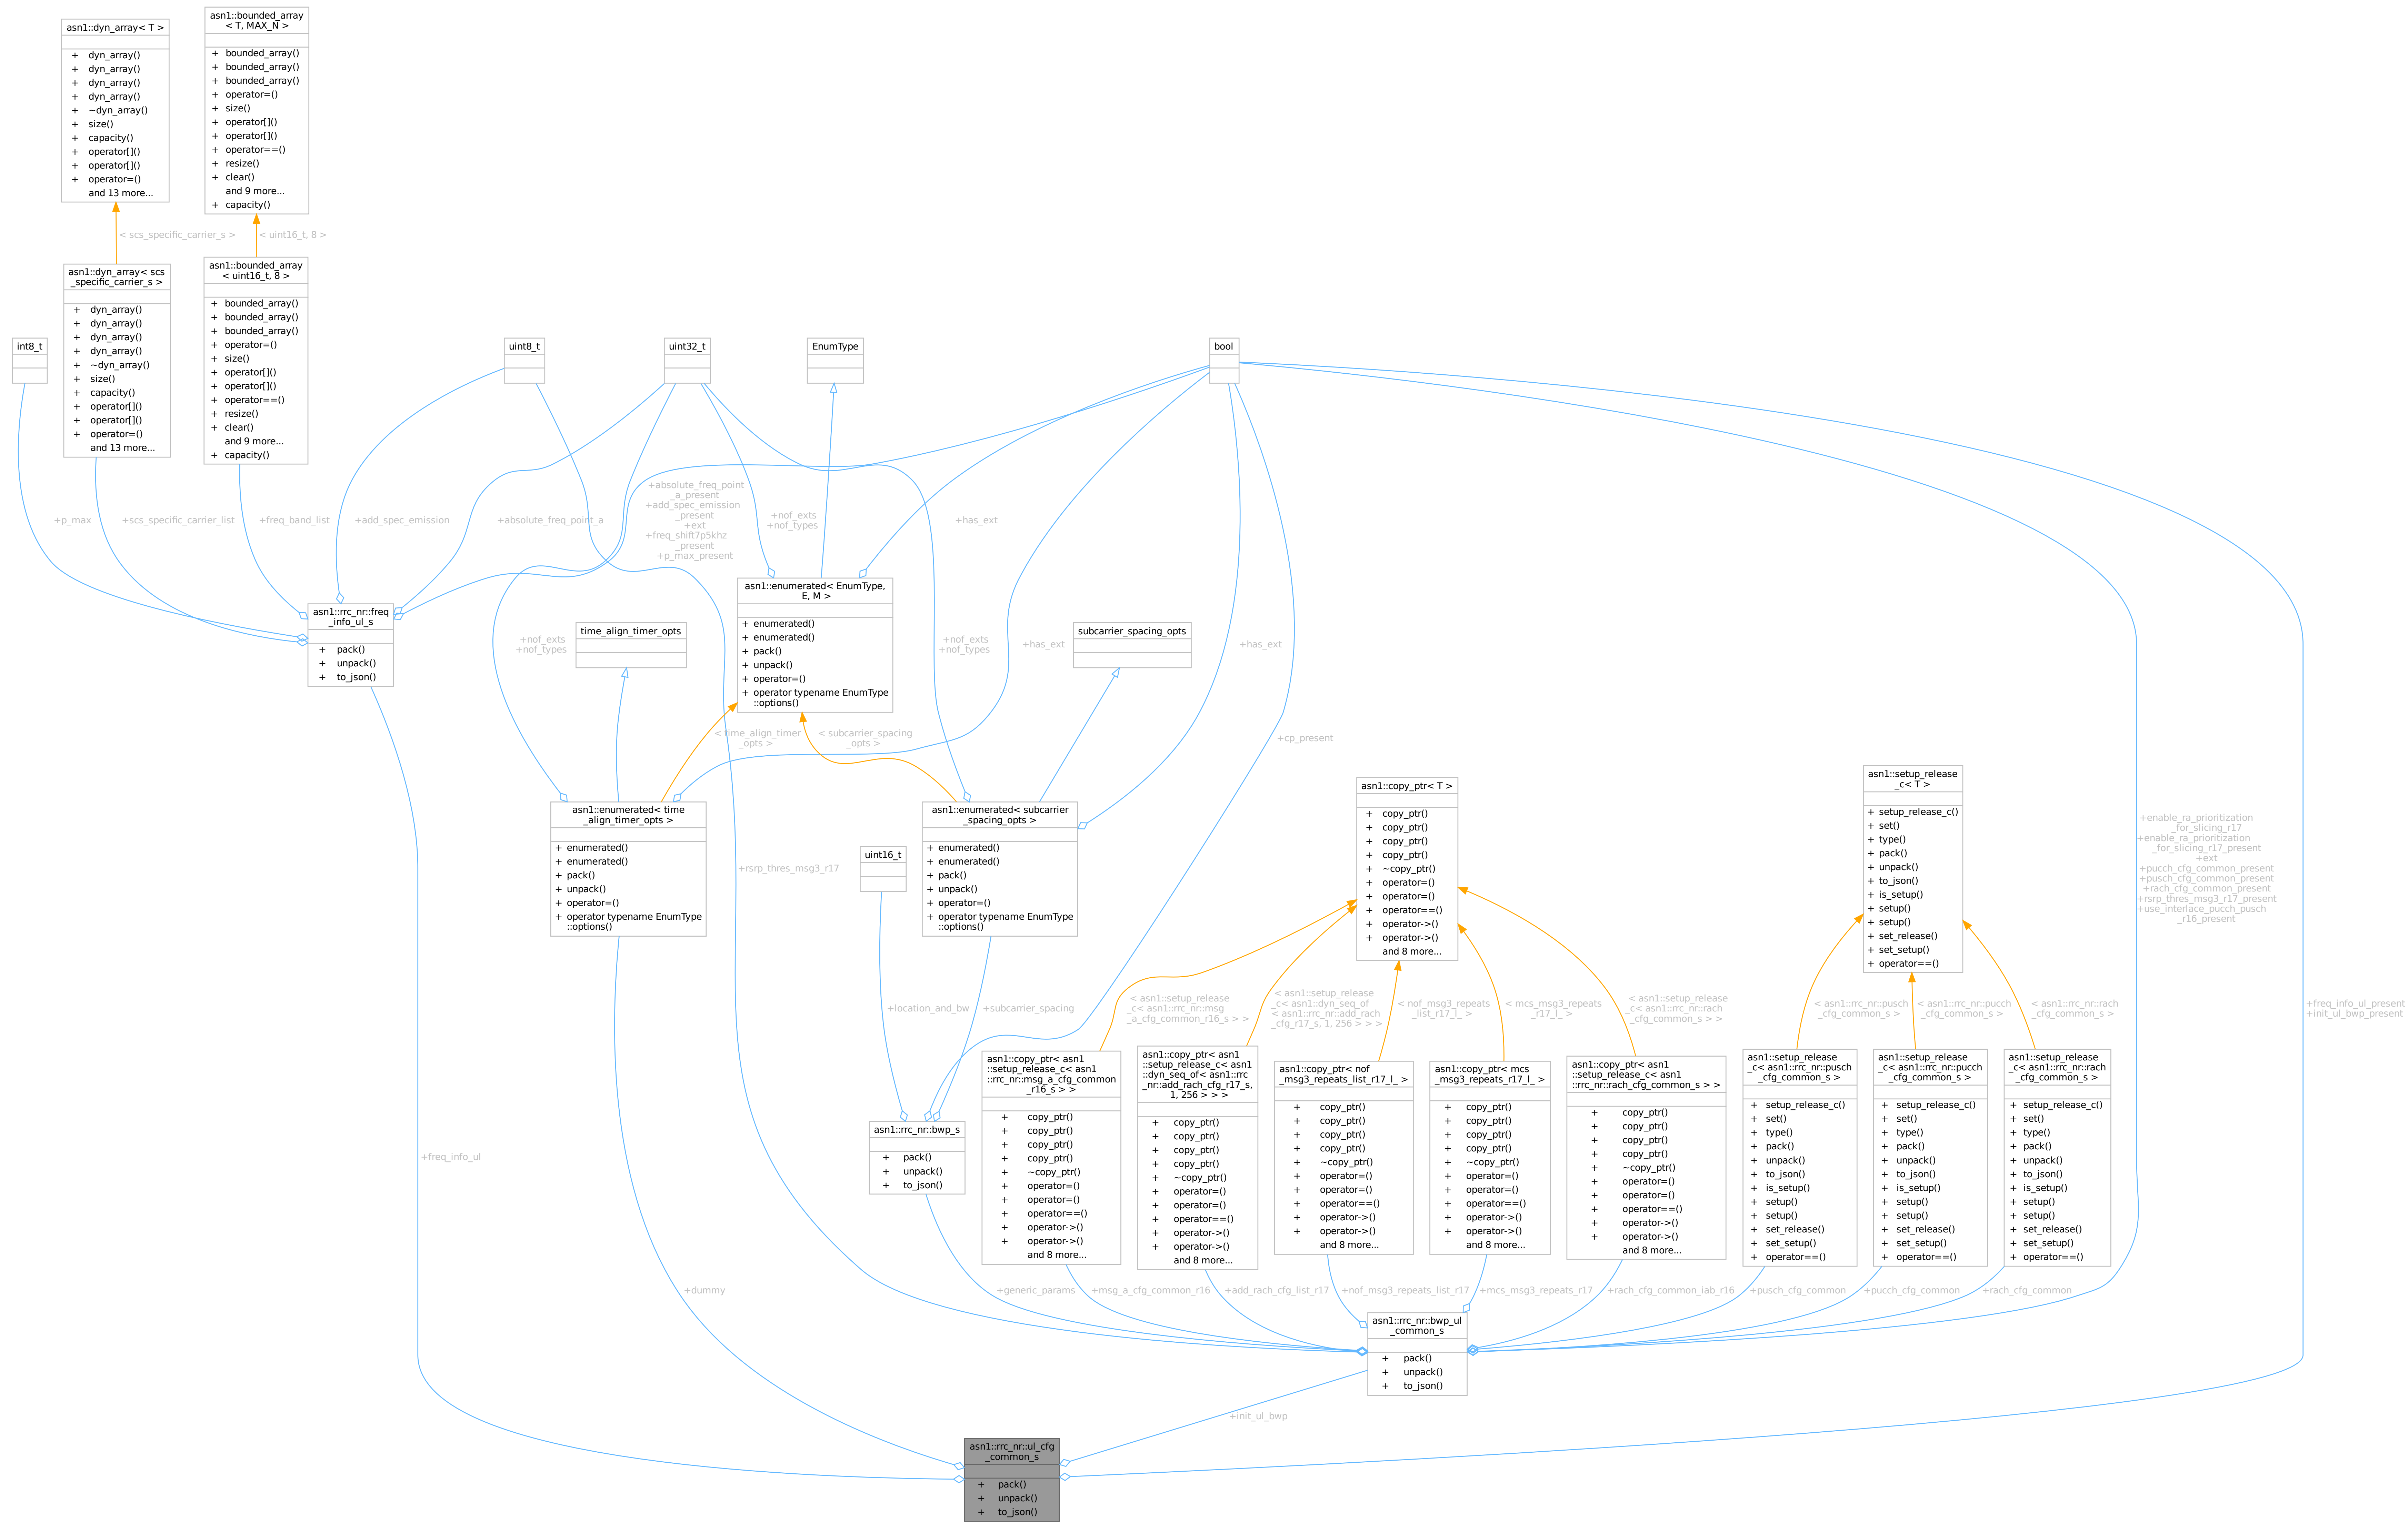 asn1::dyn_array< T >
+ dyn_array()
+ dyn_array()
+ dyn_array()
+ dyn_array()
+ ~dyn_array()
+ size()
+ capacity()
+ operator[]()
+ operator[]()
+ operator=()
and 13 more...
asn1::bounded_array
< T, MAX_N >
+ bounded_array()
+ bounded_array()
+ bounded_array()
+ operator=()
+ size()
+ operator[]()
+ operator[]()
+ operator==()
+ resize()
+ clear()
and 9 more...
+ capacity()
< scs_specific_carrier_s >
< uint16_t, 8 >
asn1::dyn_array< scs
_specific_carrier_s >
+ dyn_array()
+ dyn_array()
+ dyn_array()
+ dyn_array()
+ ~dyn_array()
+ size()
+ capacity()
+ operator[]()
+ operator[]()
+ operator=()
and 13 more...
asn1::bounded_array
< uint16_t, 8 >
+ bounded_array()
+ bounded_array()
+ bounded_array()
+ operator=()
+ size()
+ operator[]()
+ operator[]()
+ operator==()
+ resize()
+ clear()
and 9 more...
+ capacity()
int8_t
uint8_t
uint32_t
EnumType
bool
+p_max
+scs_specific_carrier_list
+freq_band_list
+add_spec_emission
+absolute_freq_point_a
+absolute_freq_point
_a_present
+add_spec_emission
_present
+ext
+freq_shift7p5khz
_present
+p_max_present
+nof_exts
+nof_types
+has_ext
asn1::rrc_nr::freq
_info_ul_s
+ pack()
+ unpack()
+ to_json()
asn1::enumerated< EnumType,
E, M >
+ enumerated()
+ enumerated()
+ pack()
+ unpack()
+ operator=()
+ operator typename EnumType
::options()
+nof_exts
+nof_types
time_align_timer_opts
+nof_exts
+nof_types
+has_ext
subcarrier_spacing_opts
+has_ext
< time_align_timer
_opts >
< subcarrier_spacing
_opts >
+cp_present
asn1::enumerated< time
_align_timer_opts >
+ enumerated()
+ enumerated()
+ pack()
+ unpack()
+ operator=()
+ operator typename EnumType
::options()
+rsrp_thres_msg3_r17
uint16_t
asn1::enumerated< subcarrier
_spacing_opts >
+ enumerated()
+ enumerated()
+ pack()
+ unpack()
+ operator=()
+ operator typename EnumType
::options()
asn1::copy_ptr< T >
+ copy_ptr()
+ copy_ptr()
+ copy_ptr()
+ copy_ptr()
+ ~copy_ptr()
+ operator=()
+ operator=()
+ operator==()
+ operator->()
+ operator->()
and 8 more...
asn1::setup_release
_c< T >
+ setup_release_c()
+ set()
+ type()
+ pack()
+ unpack()
+ to_json()
+ is_setup()
+ setup()
+ setup()
+ set_release()
+ set_setup()
+ operator==()
+enable_ra_prioritization
_for_slicing_r17
+enable_ra_prioritization
_for_slicing_r17_present
+ext
+pucch_cfg_common_present
+pusch_cfg_common_present
+rach_cfg_common_present
+rsrp_thres_msg3_r17_present
+use_interlace_pucch_pusch
_r16_present
+location_and_bw
+subcarrier_spacing
< asn1::setup_release
_c< asn1::rrc_nr::msg
_a_cfg_common_r16_s > >
< asn1::setup_release
_c< asn1::dyn_seq_of
< asn1::rrc_nr::add_rach
_cfg_r17_s, 1, 256 > > >
< nof_msg3_repeats
_list_r17_l_ >
< mcs_msg3_repeats
_r17_l_ >
< asn1::setup_release
_c< asn1::rrc_nr::rach
_cfg_common_s > >
< asn1::rrc_nr::pusch
_cfg_common_s >
< asn1::rrc_nr::pucch
_cfg_common_s >
< asn1::rrc_nr::rach
_cfg_common_s >
+freq_info_ul_present
+init_ul_bwp_present
asn1::rrc_nr::bwp_s
+ pack()
+ unpack()
+ to_json()
asn1::copy_ptr< asn1
::setup_release_c< asn1
::rrc_nr::msg_a_cfg_common
_r16_s > >
+ copy_ptr()
+ copy_ptr()
+ copy_ptr()
+ copy_ptr()
+ ~copy_ptr()
+ operator=()
+ operator=()
+ operator==()
+ operator->()
+ operator->()
and 8 more...
asn1::copy_ptr< asn1
::setup_release_c< asn1
::dyn_seq_of< asn1::rrc
_nr::add_rach_cfg_r17_s,
1, 256 > > >
+ copy_ptr()
+ copy_ptr()
+ copy_ptr()
+ copy_ptr()
+ ~copy_ptr()
+ operator=()
+ operator=()
+ operator==()
+ operator->()
+ operator->()
and 8 more...
asn1::copy_ptr< nof
_msg3_repeats_list_r17_l_ >
+ copy_ptr()
+ copy_ptr()
+ copy_ptr()
+ copy_ptr()
+ ~copy_ptr()
+ operator=()
+ operator=()
+ operator==()
+ operator->()
+ operator->()
and 8 more...
asn1::copy_ptr< mcs
_msg3_repeats_r17_l_ >
+ copy_ptr()
+ copy_ptr()
+ copy_ptr()
+ copy_ptr()
+ ~copy_ptr()
+ operator=()
+ operator=()
+ operator==()
+ operator->()
+ operator->()
and 8 more...
asn1::copy_ptr< asn1
::setup_release_c< asn1
::rrc_nr::rach_cfg_common_s > >
+ copy_ptr()
+ copy_ptr()
+ copy_ptr()
+ copy_ptr()
+ ~copy_ptr()
+ operator=()
+ operator=()
+ operator==()
+ operator->()
+ operator->()
and 8 more...
asn1::setup_release
_c< asn1::rrc_nr::pusch
_cfg_common_s >
+ setup_release_c()
+ set()
+ type()
+ pack()
+ unpack()
+ to_json()
+ is_setup()
+ setup()
+ setup()
+ set_release()
+ set_setup()
+ operator==()
asn1::setup_release
_c< asn1::rrc_nr::pucch
_cfg_common_s >
+ setup_release_c()
+ set()
+ type()
+ pack()
+ unpack()
+ to_json()
+ is_setup()
+ setup()
+ setup()
+ set_release()
+ set_setup()
+ operator==()
asn1::setup_release
_c< asn1::rrc_nr::rach
_cfg_common_s >
+ setup_release_c()
+ set()
+ type()
+ pack()
+ unpack()
+ to_json()
+ is_setup()
+ setup()
+ setup()
+ set_release()
+ set_setup()
+ operator==()
+freq_info_ul
+dummy
+generic_params
+msg_a_cfg_common_r16
+add_rach_cfg_list_r17
+nof_msg3_repeats_list_r17
+mcs_msg3_repeats_r17
+rach_cfg_common_iab_r16
+pusch_cfg_common
+pucch_cfg_common
+rach_cfg_common
asn1::rrc_nr::bwp_ul
_common_s
+ pack()
+ unpack()
+ to_json()
+init_ul_bwp
asn1::rrc_nr::ul_cfg
_common_s
+ pack()
+ unpack()
+ to_json()